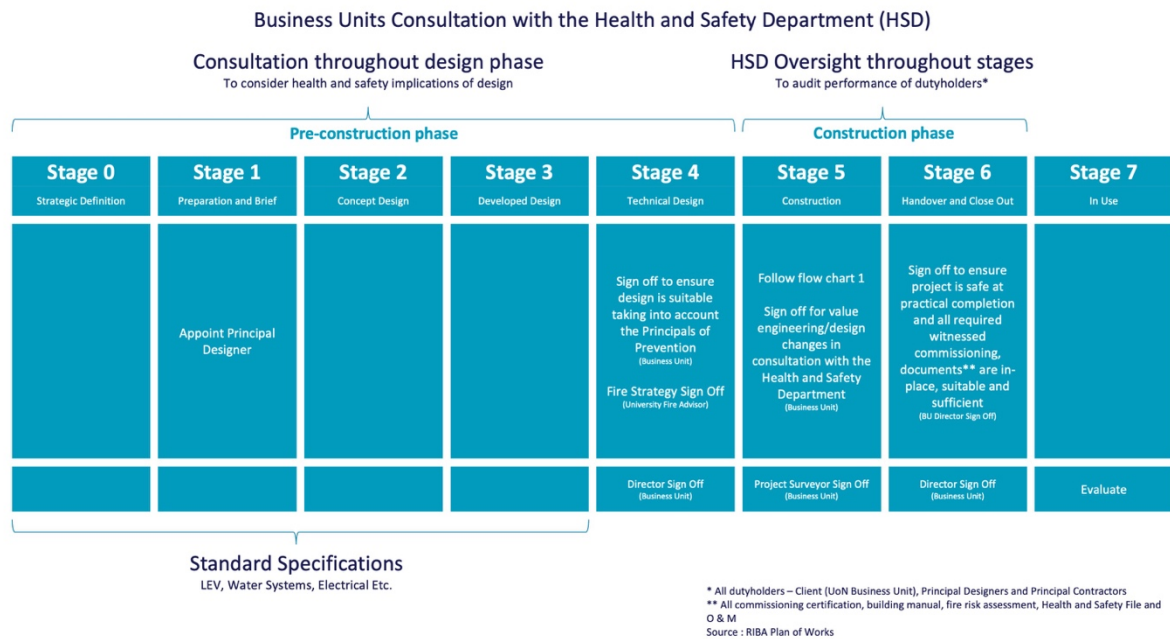 Business Units Consultation with the Health and Safety Department (HSD)
Consultation throughout design phase
To consider health and safety implications of design
HSD Oversight throughout stages
To audit performance of dutyholders*
Pre-construction phase
Construction phase
Stage 0
Strategic Definition
Stage 1
Preparation and Brief
Stage 2
Concept Design
Stage 3
Developed Design
Stage 4
Technical Design
Stage 5
Construction
Stage 6
Handover and Close Out
Stage 7
In Use
Appoint Principal
Designer
Sign off to ensure
design is suitable
taking into account
the Principals of
Prevention
(Business Unit)
Fire Strategy Sign Off
(University Fire Advisor)
Follow flow chart 1
Sign off for value
engineering/design
changes in
consultation with the
Health and Safety
Department
(Business Unit)
Sign off to ensure
project is safe at
practical completion
and all required
witnessed
commissioning,
documents** are in-
place, suitable and
sufficient
(BU Director Sign Off)
Director Sign Off
(Business Unit)
Project Surveyor Sign Off
(Business Unit)
Director Sign Off
(Business Unit)
Evaluate
Standard Specifications
LEV, Water Systems, Electrical Etc.
* All dutyholders – Client (UoN Business Unit), Principal Designers and Principal Contractors
** All commissioning certification, building manual, fire risk assessment, Health and Safety File and
O & M
Source : RIBA Plan of Works